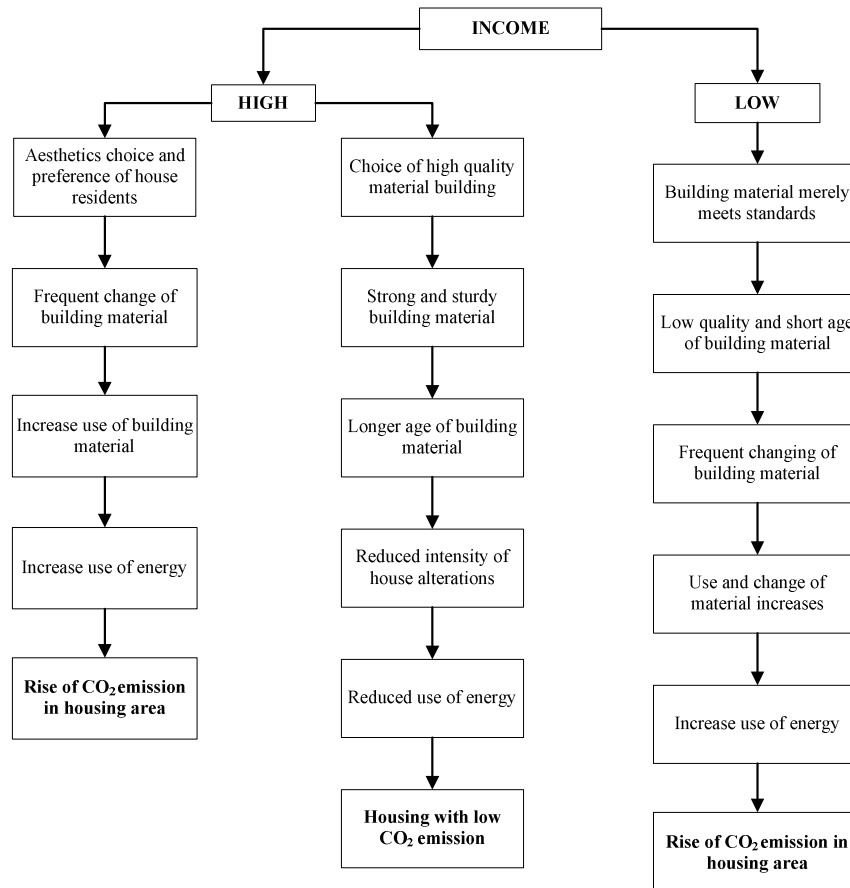 INCOME
HIGH
LOW
Aesthetics choice and
preference of house
residents
Choice of high quality
material building
Building material merely
meets standards
Frequent change of
building material
Strong and sturdy
building material
Low quality and short age
of building material
Increase use of building
material
Longer age of building
material
Frequent changing of
building material
Increase use of energy
Reduced intensity of
house alterations
Use and change of
material increases
Rise of CO₂ emission
in housing area
Reduced use of energy
Increase use of energy
Housing with low
CO₂ emission
Rise of CO₂ emission in
housing area